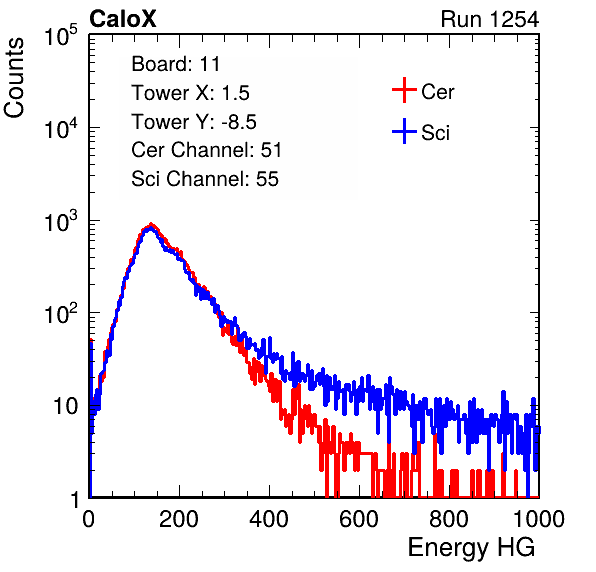 CaloX Run 1254
Counts
Board: 11
Tower X: 1.5
Tower Y: -8.5
Cer Channel: 51
Sci Channel: 55
Cer
Sci
10^5
10^4
10^3
10^2
10
1
0 200 400 600 800 1000
Energy HG